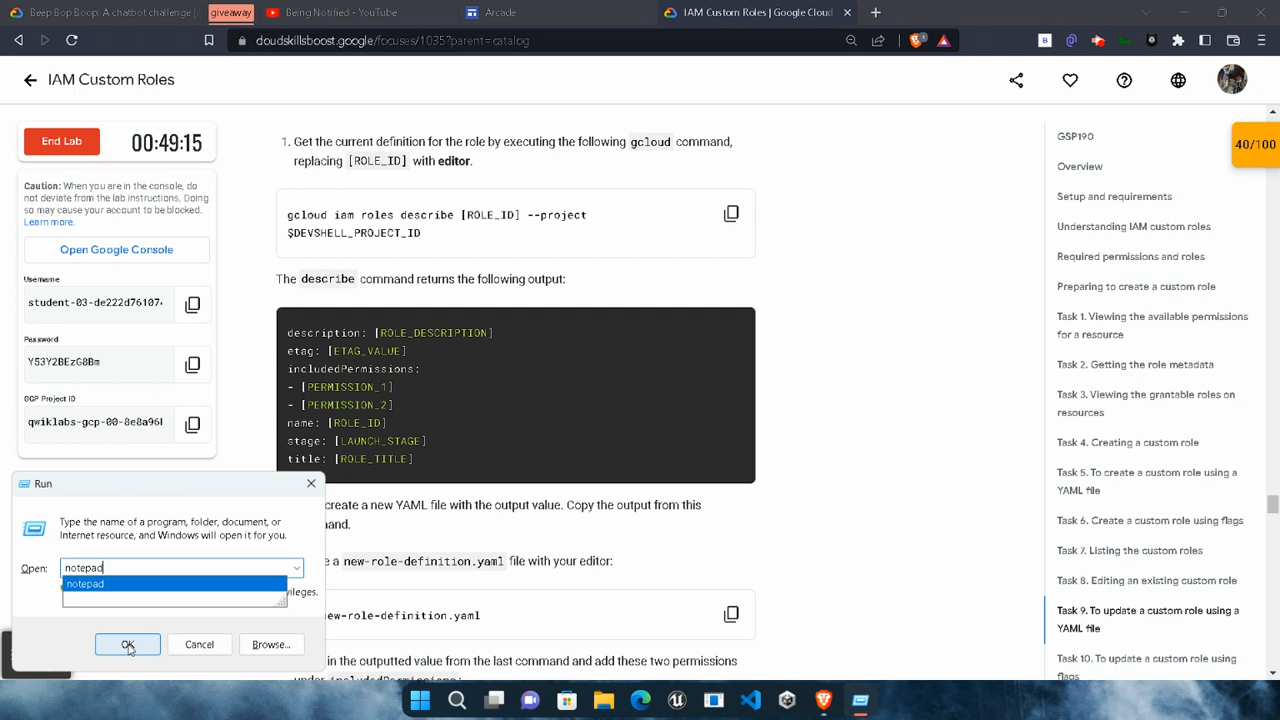 Beep Bop Boop: A chatbot challenge |
giveaway
Being Notified - YouTube
Arcade
IAM Custom Roles | Google Cloud
cloudskillsboost.google/focuses/1035?parent=catalog
IAM Custom Roles
End Lab
00:49:15
Caution: When you are in the console, do
not deviate from the lab instructions. Doing
so may cause your account to be blocked.
Learn more.
Open Google Console
Username
student-03-de222d76107
Password
Y53Y2BEzG8Bm
GCP Project ID
qwiklabs-gcp-00-8e8a96
1. Get the current definition for the role by executing the following gcloud command,
replacing [ROLE_ID] with editor.
gcloud iam roles describe [ROLE_ID] --project
$DEVSHELL_PROJECT_ID
The describe command returns the following output:
description: [ROLE_DESCRIPTION]
etag: [ETAG_VALUE]
includedPermissions:
- [PERMISSION_1]
- [PERMISSION_2]
name: [ROLE_ID]
stage: [LAUNCH_STAGE]
title: [ROLE_TITLE]
create a new YAML file with the output value. Copy the output from this
mand.
e a new-role-definition.yaml file with your editor:
new-role-definition.yaml
in the outputted value from the last command and add these two permissions
under includedPermissions:
GSP190
Overview
Setup and requirements
Understanding IAM custom roles
Required permissions and roles
Preparing to create a custom role
Task 1. Viewing the available permissions
for a resource
Task 2. Getting the role metadata
Task 3. Viewing the grantable roles on
resources
Task 4. Creating a custom role
Task 5. To create a custom role using a
YAML file
Task 6. Create a custom role using flags
Task 7. Listing the custom roles
Task 8. Editing an existing custom role
Task 9. To update a custom role using a
YAML file
Task 10. To update a custom role using
flags
40/100
Run
Type the name of a program, folder, document, or
Internet resource, and Windows will open it for you.
Open:
notepad
notepad
vileges.
OK
Cancel
Browse...